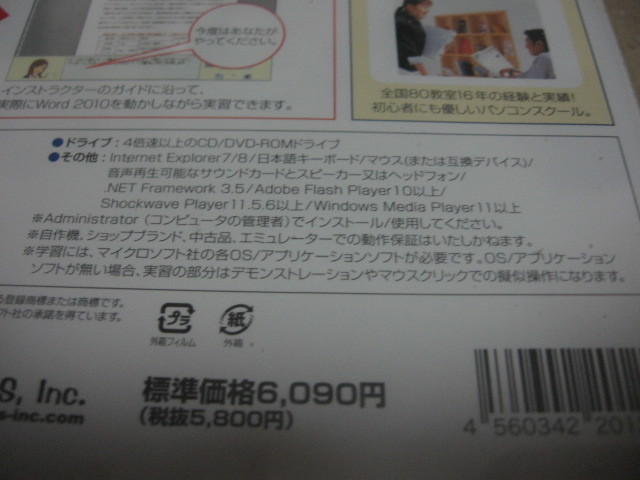 今度はあなたが
やってください。
インストラクターのガイドに沿って、
実際にWord 2010を動かしながら実習できます。
全国80教室16年の経験と実績!
初心者にも優しいパソコンスクール。
●ドライブ：4倍速以上のCD/DVD-ROMドライブ
●その他：Internet Explorer7/8/日本語キーボード/マウス(または互換デバイス)/
音声再生可能なサウンドカードとスピーカー又はヘッドフォン/
.NET Framework 3.5/Adobe Flash Player10以上/
Shockwave Player11.5.6以上/Windows Media Player11以上
※Administrator（コンピュータの管理者）でインストール/使用してください。
※自作機、ショップブランド、中古品、エミュレーターでの動作保証はいたしかねます。
※学習には、マイクロソフト社の各OS/アプリケーションソフトが必要です。OS/アプリケーション
ソフトが無い場合、実習の部分はデモンストレーションやマウスクリックでの擬似操作になります。
る登録商標または商標です。
フト社の承諾を得ています。
プラ
外箱フィルム
紙
外箱
S, Inc.
s-inc.com
標準価格6,090円
(税抜5,800円)
4 560342 201